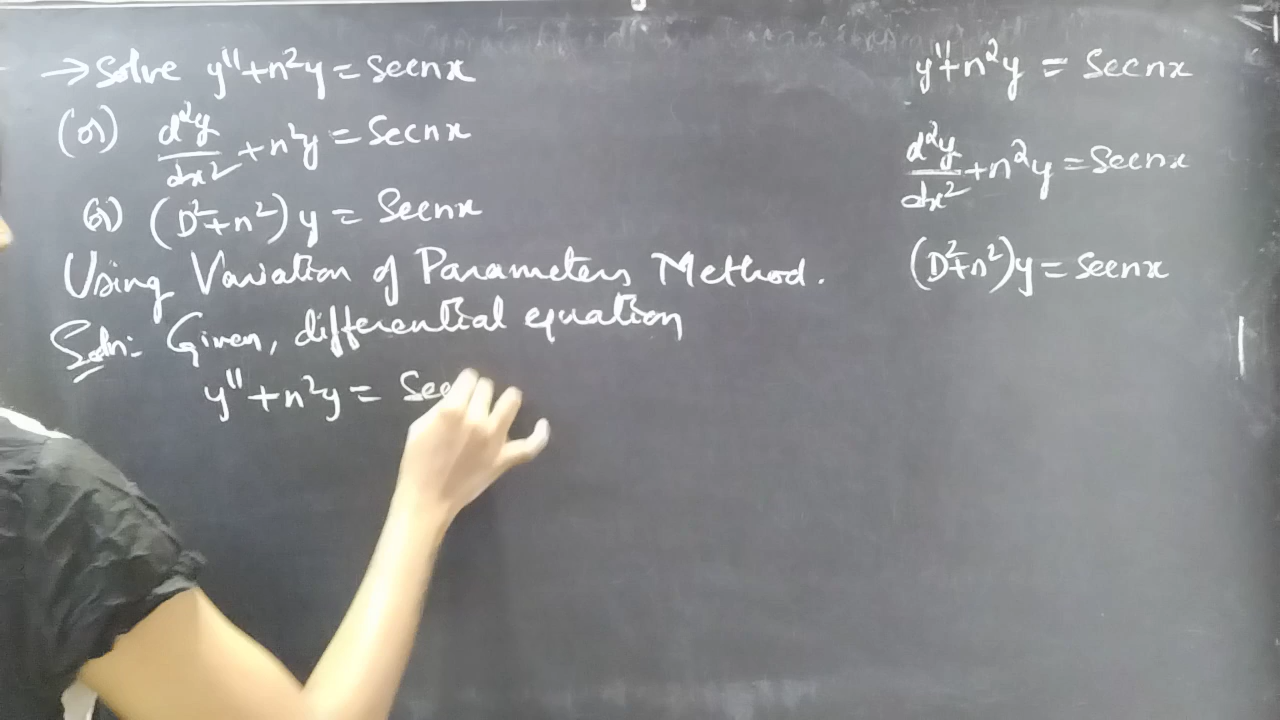 → Solve y'' + n²y = Secnx
(or) d²y/dx² + n²y = Secnx
(or) (D² + n²) y = Secnx
Using Variation of Parameters Method.
Soln: Given, differential equation
y'' + n²y = Sec
y'' + n²y = Secnx
d²y/dx² + n²y = Secnx
(D² + n²)y = Secnx